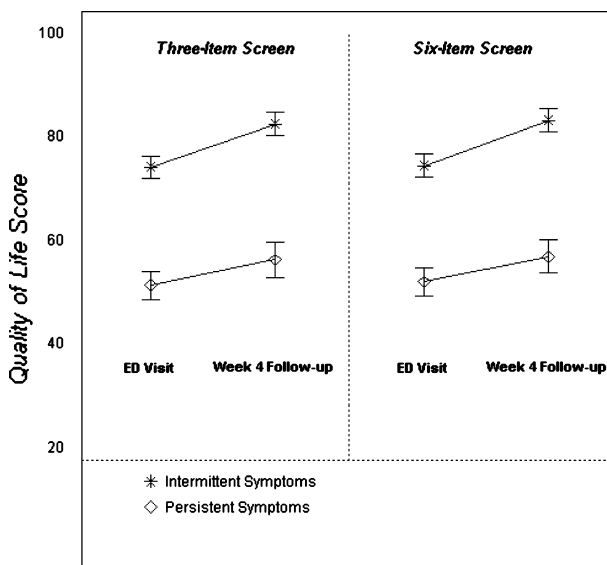 100
80
60
40
20
Quality of Life Score
Three-Item Screen
Six-Item Screen
ED Visit
Week 4 Follow-up
ED Visit
Week 4 Follow-up
Intermittent Symptoms
Persistent Symptoms